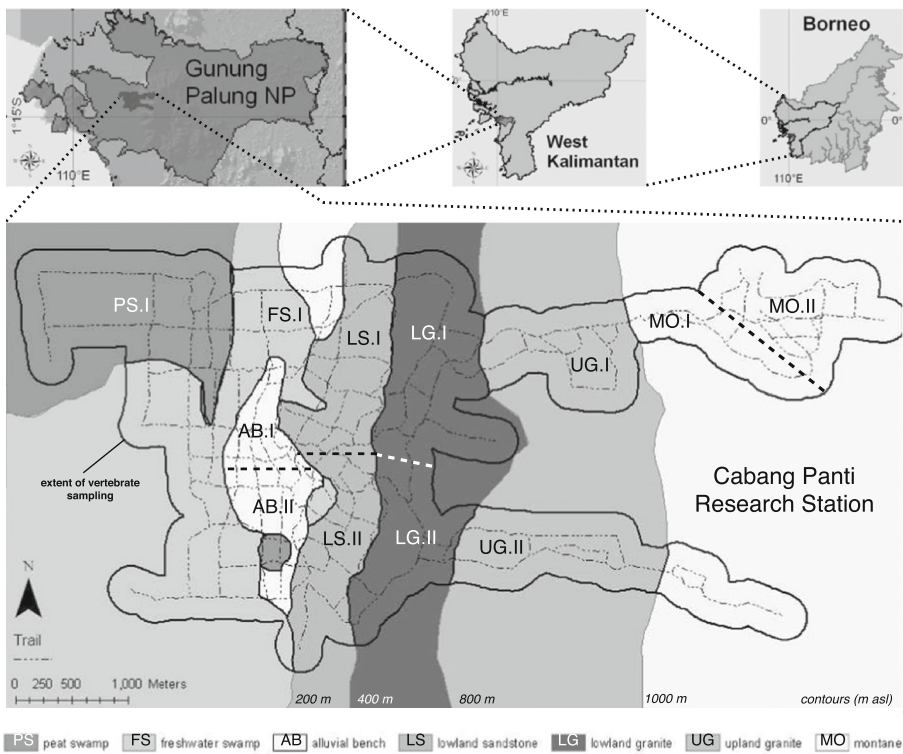 Gunung
Palung NP
1°15'S
110°E
110°E
West
Kalimantan
Borneo
0°
0°
110°E
PS.I
FS.I
LS.I
LG.I
UG.I
MO.I
MO.II
AB.I
AB.II
LS.II
LG.II
UG.II
extent of vertebrate
sampling
Cabang Panti
Research Station
N
Trail
0 250 500 1,000 Meters
200 m 400 m 800 m 1000 m contours (m asl)
PS peat swamp FS freshwater swamp AB alluvial bench LS lowland sandstone LG lowland granite UG upland granite MO montane